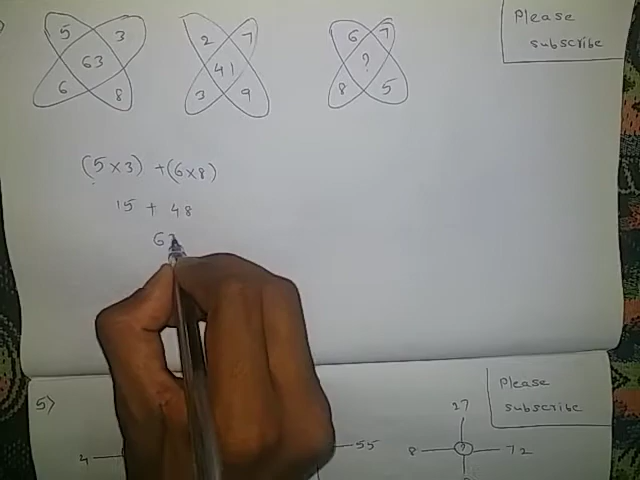 5 3 63 6 8
2 7 41 3 9
6 7 ? 8 5
Please
subscribe
(5×3) + (6×8)
15 + 48
63
5>
Please
subscribe
4
55
27
8
72